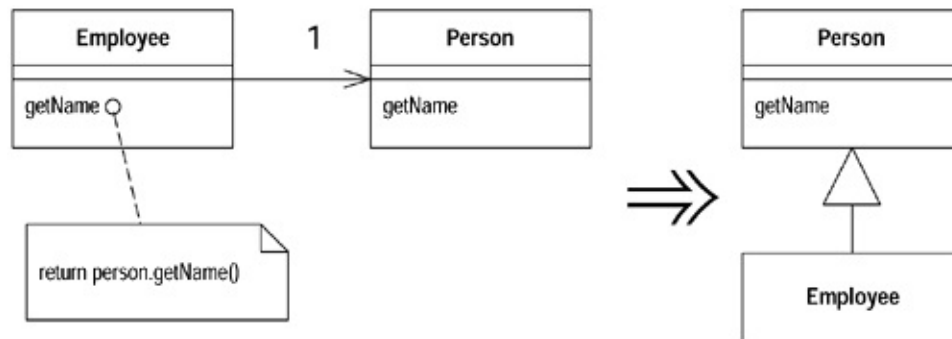 Employee
getName
return person.getName()
1
Person
getName
Person
getName
Employee